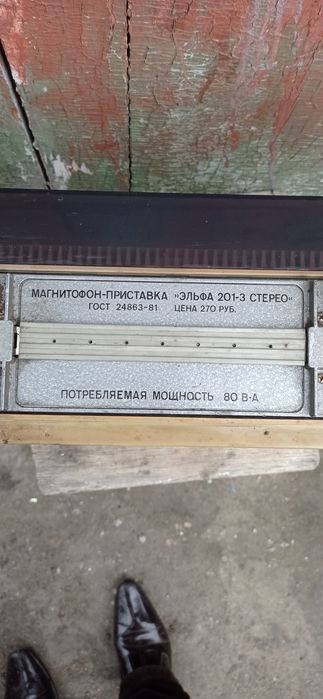 МАГНИТОФОН-ПРИСТАВКА «ЭЛЬФА 201-3 СТЕРЕО»
ГОСТ 24863-81 ЦЕНА 270 РУБ.
ПОТРЕБЛЯЕМАЯ МОЩНОСТЬ 80 В·А